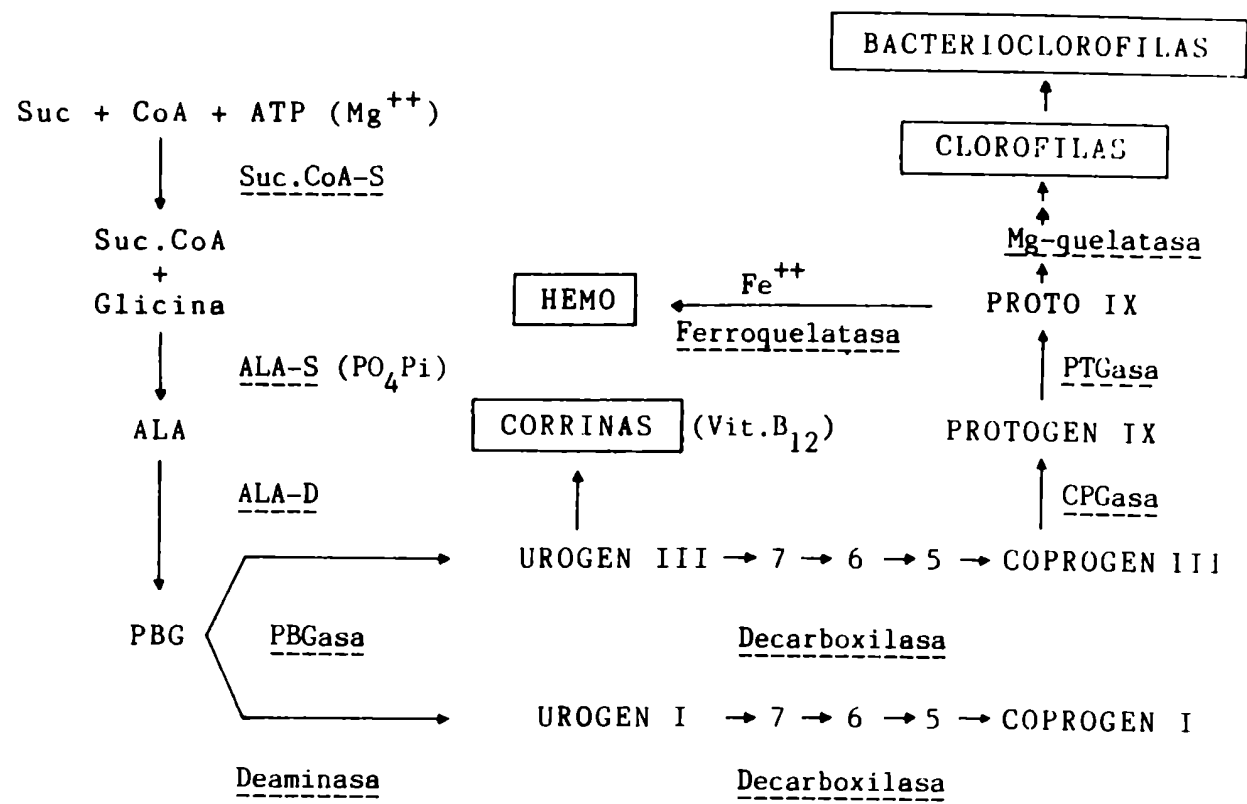 BACTERIOCLOROFILAS
Suc + CoA + ATP (Mg++)
CLOROFILAS
Suc.CoA-S
Suc.CoA
+
Glicina
Mg-quelatasa
HEMO
Fe++
Ferroquelatasa
PROTO IX
ALA-S (PO4Pi)
PTGasa
ALA
CORRINAS (Vit.B12)
PROTOGEN IX
ALA-D
CPGasa
UROGEN III → 7 → 6 → 5 → COPROGEN III
PBG
PBGasa
Decarboxilasa
UROGEN I → 7 → 6 → 5 → COPROGEN I
Deaminasa
Decarboxilasa